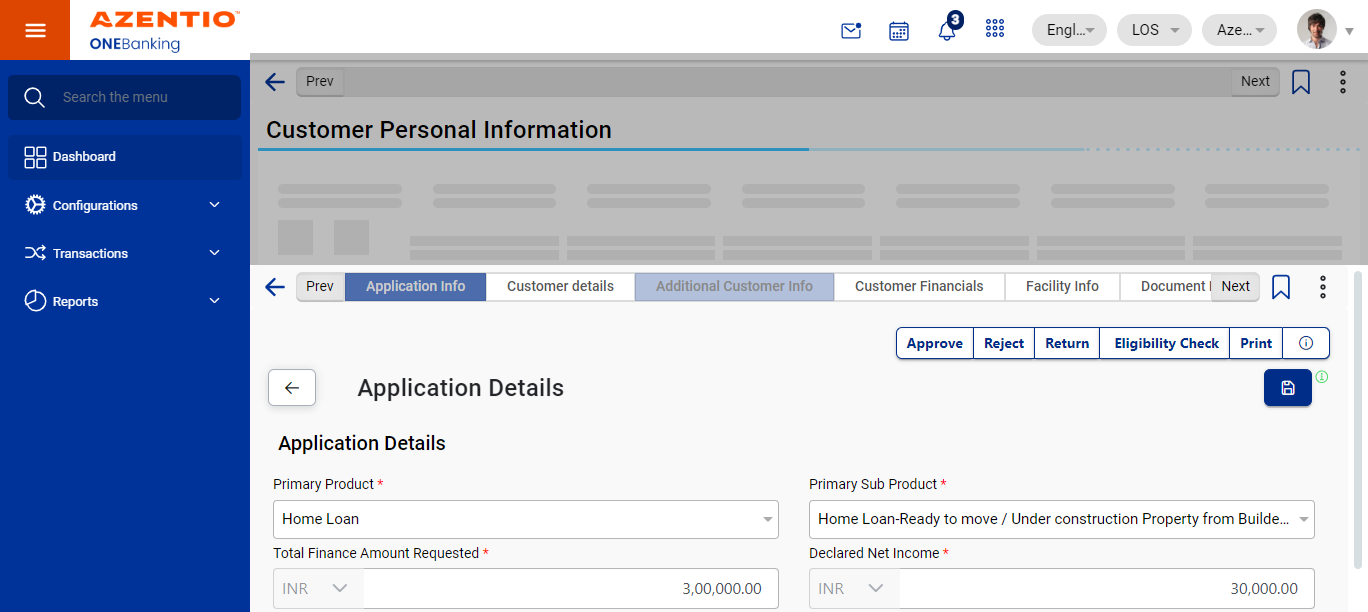 AZENTIO™
ONEBanking
3
Engl...
LOS
Aze...
Search the menu
Dashboard
Configurations
Transactions
Reports
Prev
Next
Customer Personal Information
Prev
Application Info
Customer details
Additional Customer Info
Customer Financials
Facility Info
Document
Next
Approve
Reject
Return
Eligibility Check
Print
Application Details
Application Details
Primary Product *
Primary Sub Product *
Home Loan
Home Loan-Ready to move / Under construction Property from Builde...
Total Finance Amount Requested *
Declared Net Income *
INR
3,00,000.00
INR
30,000.00